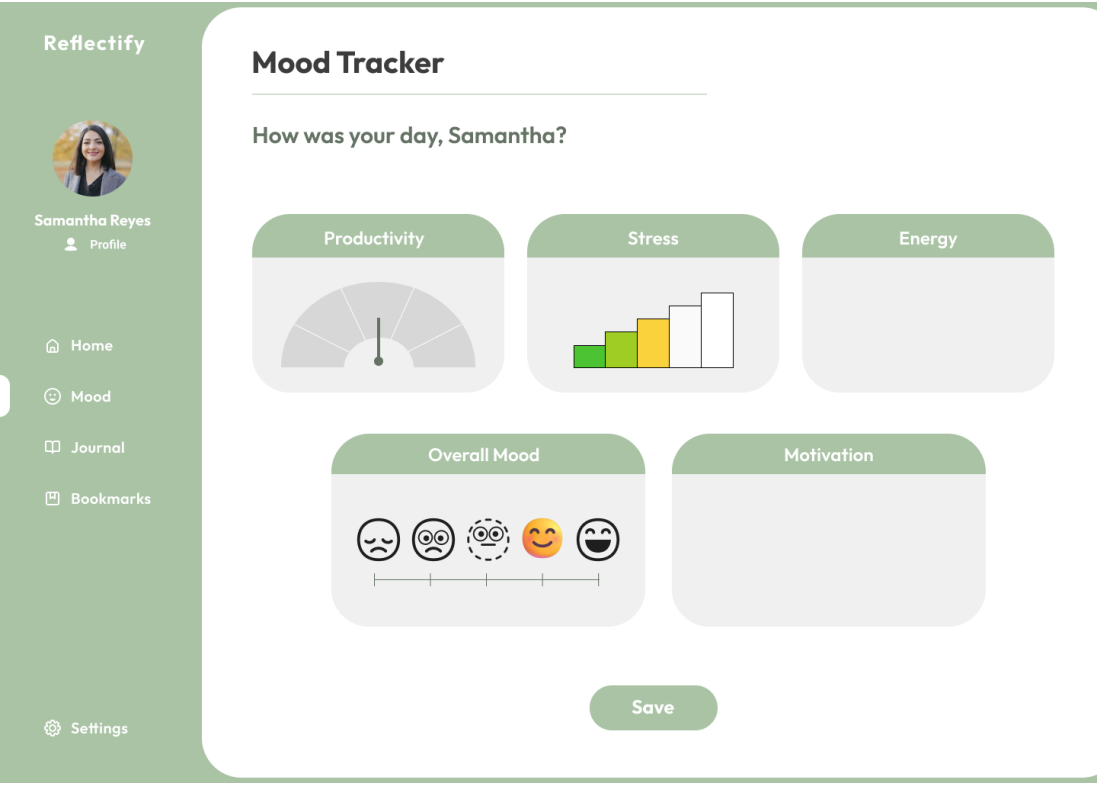 Reflectify
Samantha Reyes
Profile
Home
Mood
Journal
Bookmarks
Settings
Mood Tracker
How was your day, Samantha?
Productivity
Stress
Energy
Overall Mood
Motivation
Save